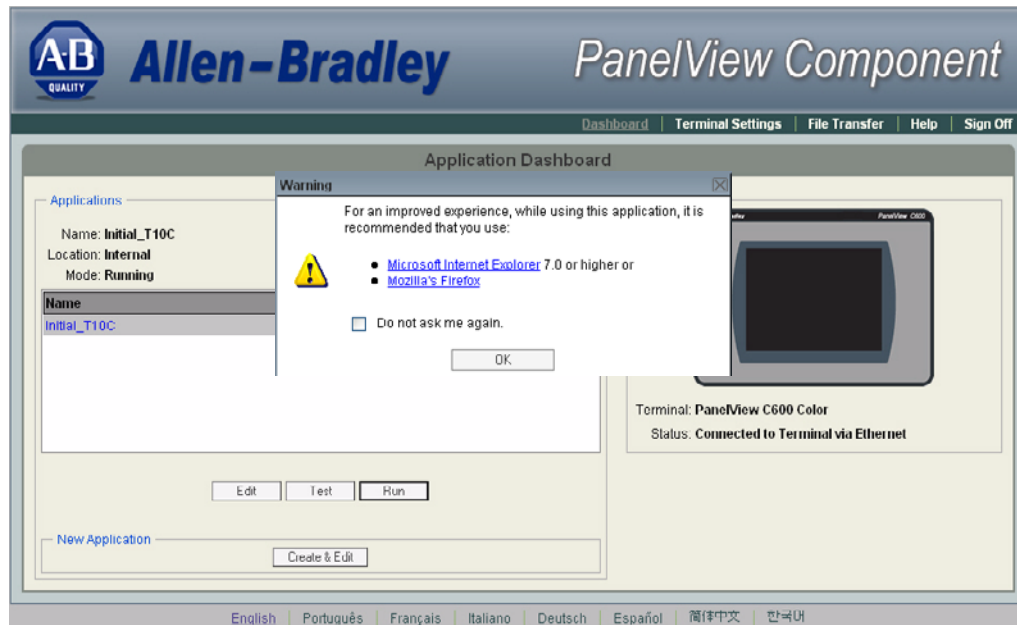 A-B
QUALITY
Allen-Bradley
PanelView Component
Dashboard | Terminal Settings | File Transfer | Help | Sign Off
Application Dashboard
Applications
Name: Initial_T10C
Location: Internal
Mode: Running
Name
Initial_T10C
Warning
For an improved experience, while using this application, it is
recommended that you use:
Microsoft Internet Explorer 7.0 or higher or
Mozilla's Firefox
Do not ask me again.
OK
PanelView C600
Terminal: PanelView C600 Color
Status: Connected to Terminal via Ethernet
Edit
Test
Run
New Application
Create & Edit
English | Português | Français | Italiano | Deutsch | Español | 简体中文 | 한국어